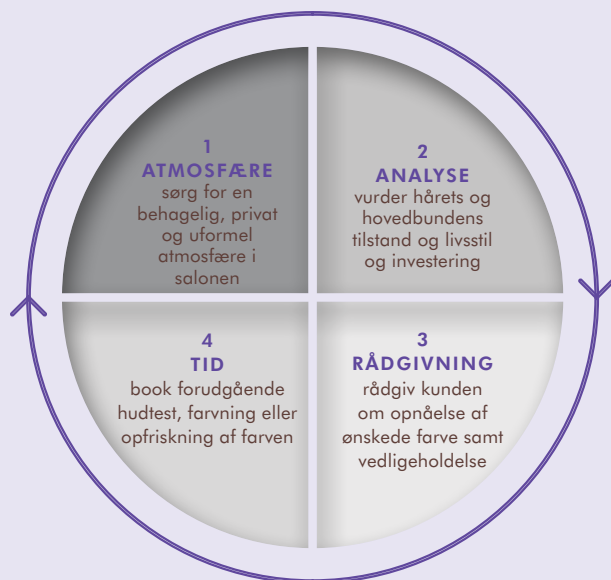 1
ATMOSFÆRE
sørg for en
behagelig, privat
og uformel
atmosfære i
salonen
2
ANALYSE
vurder hårets og
hovedbundens
tilstand og livsstil
og investering
3
RÅDGIVNING
rådgiv kunden
om opnåelse af
ønskede farve samt
vedligeholdelse
4
TID
book forudgående
hudtest, farvning eller
opfriskning af farven